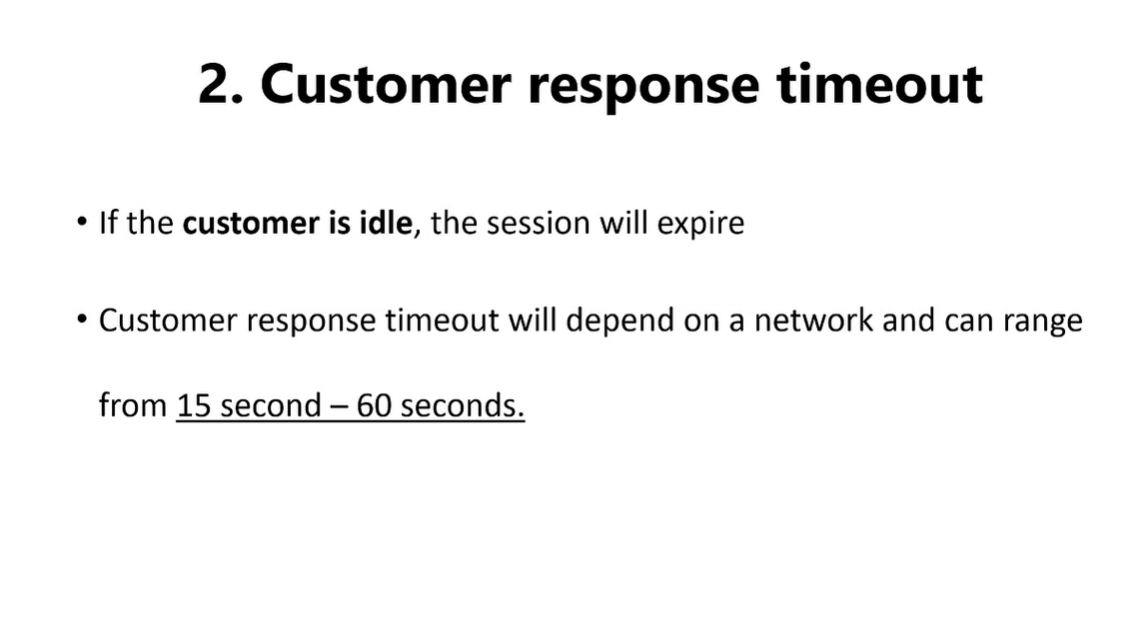 2. Customer response timeout
• If the customer is idle, the session will expire
• Customer response timeout will depend on a network and can range
from 15 second – 60 seconds.